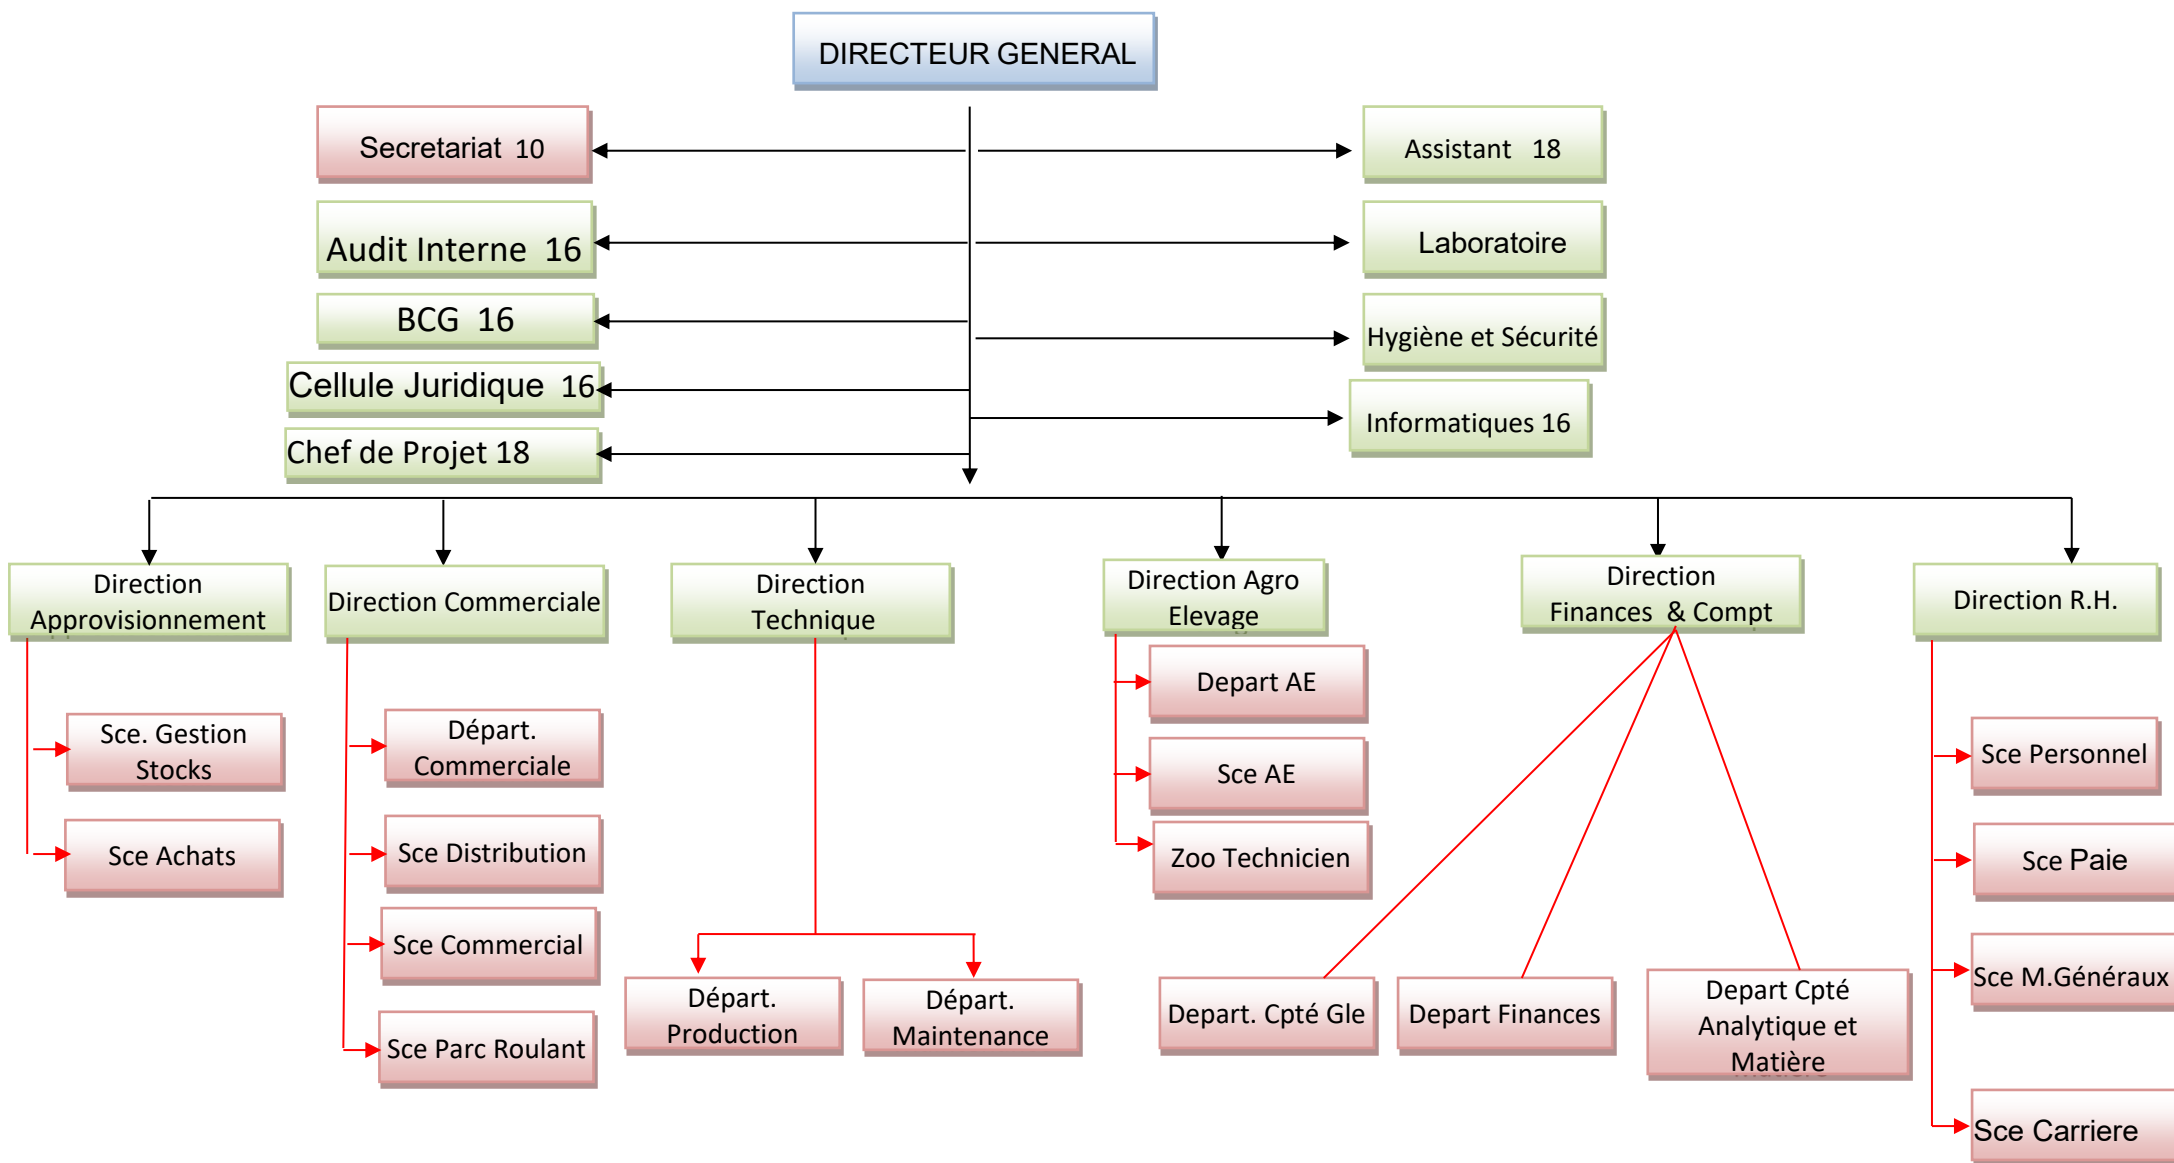 DIRECTEUR GENERAL
Secretariat 10
Assistant 18
Audit Interne 16
Laboratoire
BCG 16
Hygiène et Sécurité
Cellule Juridique 16
Informatiques 16
Chef de Projet 18
Direction
Approvisionnement
Direction Commerciale
Direction
Technique
Direction Agro
Elevage
Direction
Finances & Compt
Direction R.H.
Sce. Gestion
Stocks
Sce Achats
Départ.
Commerciale
Sce Distribution
Sce Commercial
Sce Parc Roulant
Départ.
Production
Départ.
Maintenance
Depart AE
Sce AE
Zoo Technicien
Depart. Cpté Gle
Depart Finances
Depart Cpté
Analytique et
Matière
Sce Personnel
Sce Paie
Sce M.Généraux
Sce Carriere